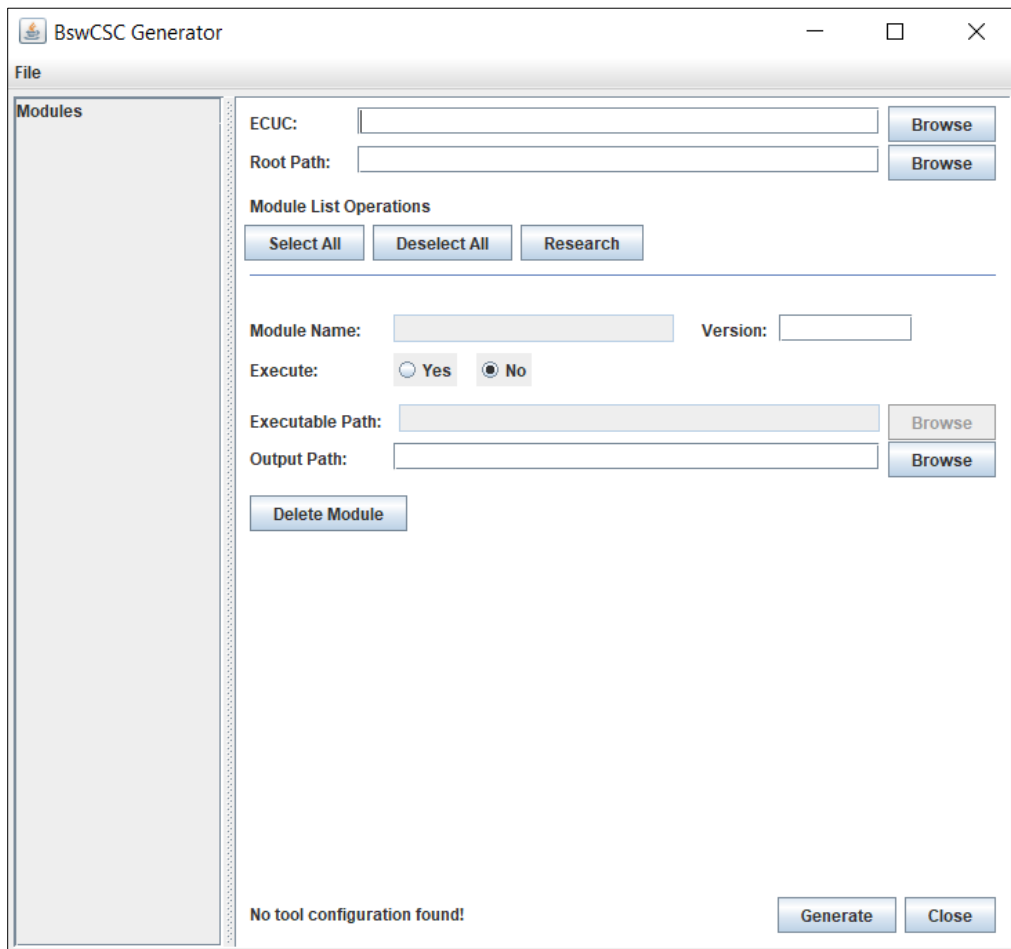 BswCSC Generator
File
Modules
ECUC: Browse
Root Path: Browse
Module List Operations
Select All Deselect All Research
Module Name: Version:
Execute: Yes No
Executable Path: Browse
Output Path: Browse
Delete Module
No tool configuration found! Generate Close